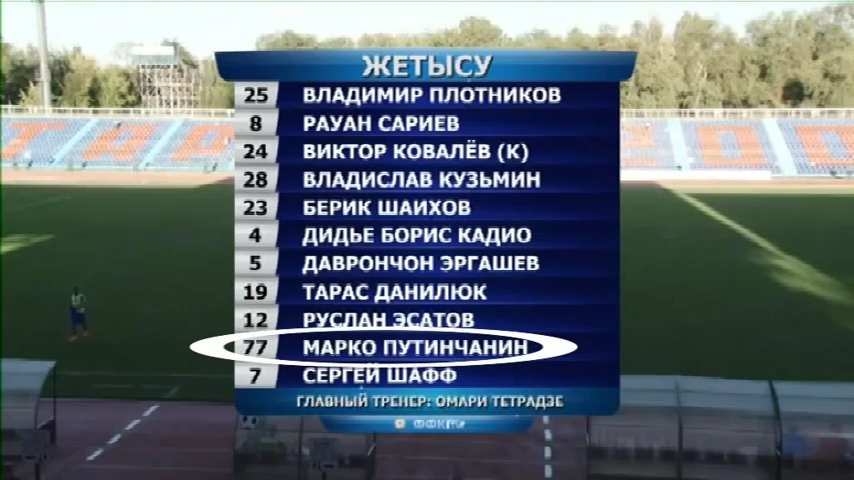 ЖЕТЫСУ
25 ВЛАДИМИР ПЛОТНИКОВ
8 РАУАН САРИЕВ
24 ВИКТОР КОВАЛЁВ (К)
28 ВЛАДИСЛАВ КУЗЬМИН
23 БЕРИК ШАИХОВ
4 ДИДЬЕ БОРИС КАДИО
5 ДАВРОНЧОН ЭРГАШЕВ
19 ТАРАС ДАНИЛЮК
12 РУСЛАН ЭСАТОВ
77 МАРКО ПУТИНЧАНИН
7 СЕРГЕЙ ШАФФ
ГЛАВНЫЙ ТРЕНЕР: ОМАРИ ТЕТРАДЗЕ